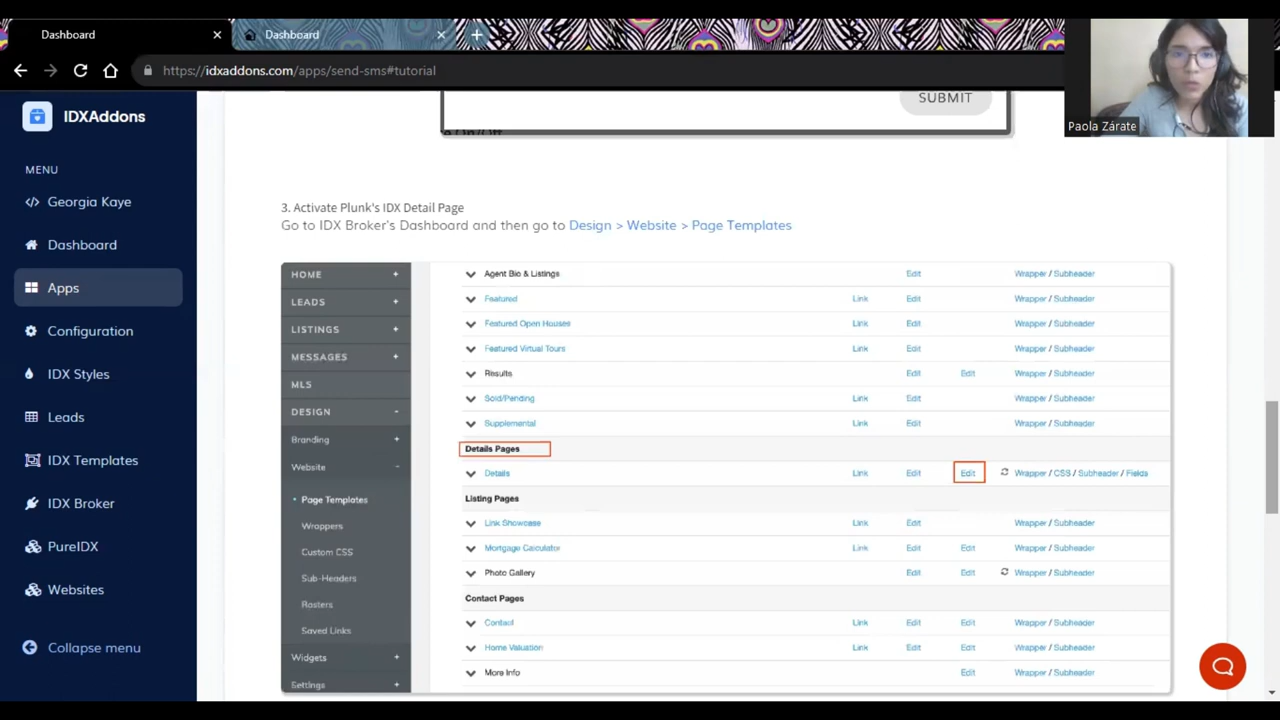 Dashboard
Dashboard
https://idxaddons.com/apps/send-sms#tutorial
Paola Zárate
IDXAddons
MENU
Georgia Kaye
Dashboard
Apps
Configuration
IDX Styles
Leads
IDX Templates
IDX Broker
PureIDX
Websites
Collapse menu
SUBMIT
On/Off
3. Activate Plunk's IDX Detail Page
Go to IDX Broker's Dashboard and then go to Design > Website > Page Templates
HOME +
LEADS +
LISTINGS +
MESSAGES +
MLS
DESIGN -
Branding +
Website -
• Page Templates
Wrappers
Custom CSS
Sub-Headers
Rosters
Saved Links
Widgets +
Settings +
Agent Bio & Listings Edit Wrapper / Subheader
Featured Link Edit Wrapper / Subheader
Featured Open Houses Link Edit Wrapper / Subheader
Featured Virtual Tours Link Edit Wrapper / Subheader
Results Edit Edit Wrapper / Subheader
Sold/Pending Link Edit Wrapper / Subheader
Supplemental Link Edit Wrapper / Subheader
Details Pages
Details Link Edit Edit Wrapper / CSS / Subheader / Fields
Listing Pages
Link Showcase Link Edit Wrapper / Subheader
Mortgage Calculator Link Edit Edit Wrapper / Subheader
Photo Gallery Edit Edit Wrapper / Subheader
Contact Pages
Contact Link Edit Edit Wrapper / Subheader
Home Valuation Link Edit Edit Wrapper / Subheader
More Info Edit Wrapper / Subheader